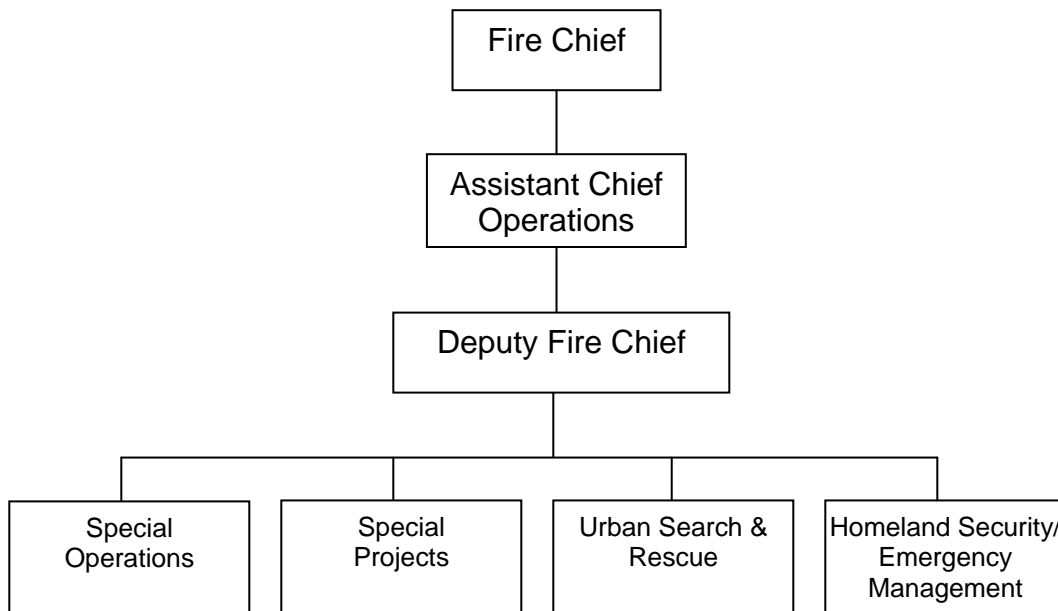 Fire Chief
Assistant Chief
Operations
Deputy Fire Chief
Special
Operations
Special
Projects
Urban Search &
Rescue
Homeland Security/
Emergency
Management